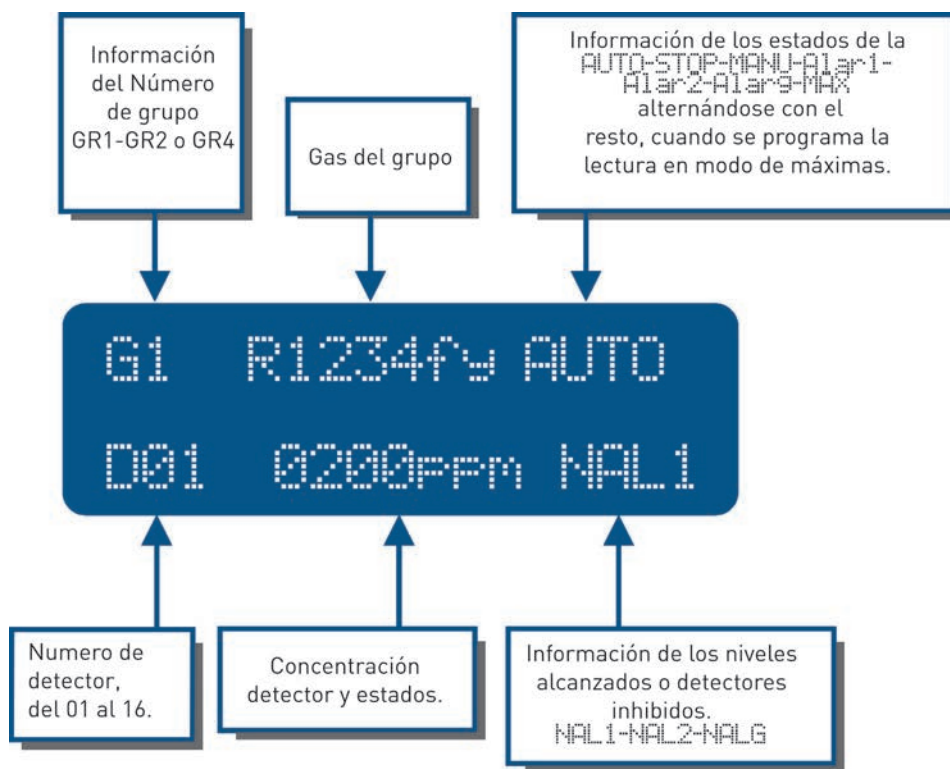 Información
del Número
de grupo
GR1-GR2 o GR4
Gas del grupo
Información de los estados de la
AUTO-STOP-MANU-Alar1-
Alar2-Alarg-MAX
alternándose con el
resto, cuando se programa la
lectura en modo de máximas.
G1 R1234fy AUTO
D01 0200ppm NAL1
Numero de
detector,
del 01 al 16.
Concentración
detector y estados.
Información de los niveles
alcanzados o detectores
inhibidos.
NAL1-NAL2-NALG